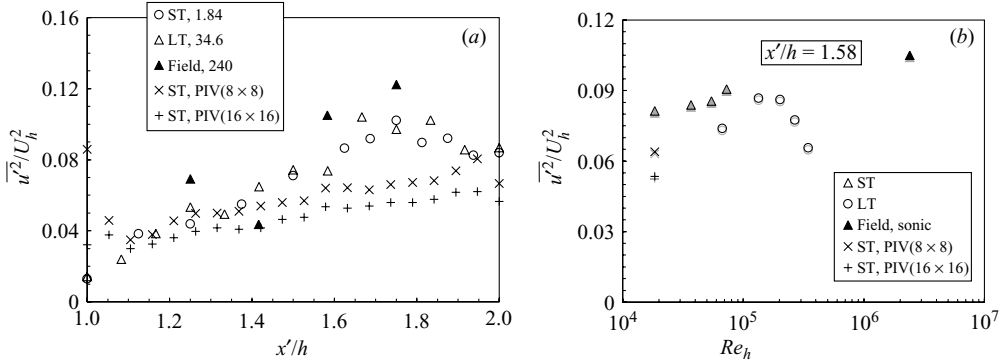 0.16
0.12
0.08
0.04
0
u′²/U_h²
ST, 1.84
LT, 34.6
Field, 240
ST, PIV(8 × 8)
ST, PIV(16 × 16)
(a)
1.0 1.2 1.4 1.6 1.8 2.0
x′/h
0.12
0.09
0.06
0.03
0
u′²/U_h²
x′/h = 1.58
(b)
ST
LT
Field, sonic
ST, PIV(8 × 8)
ST, PIV(16 × 16)
10⁴ 10⁵ 10⁶ 10⁷
Re_h